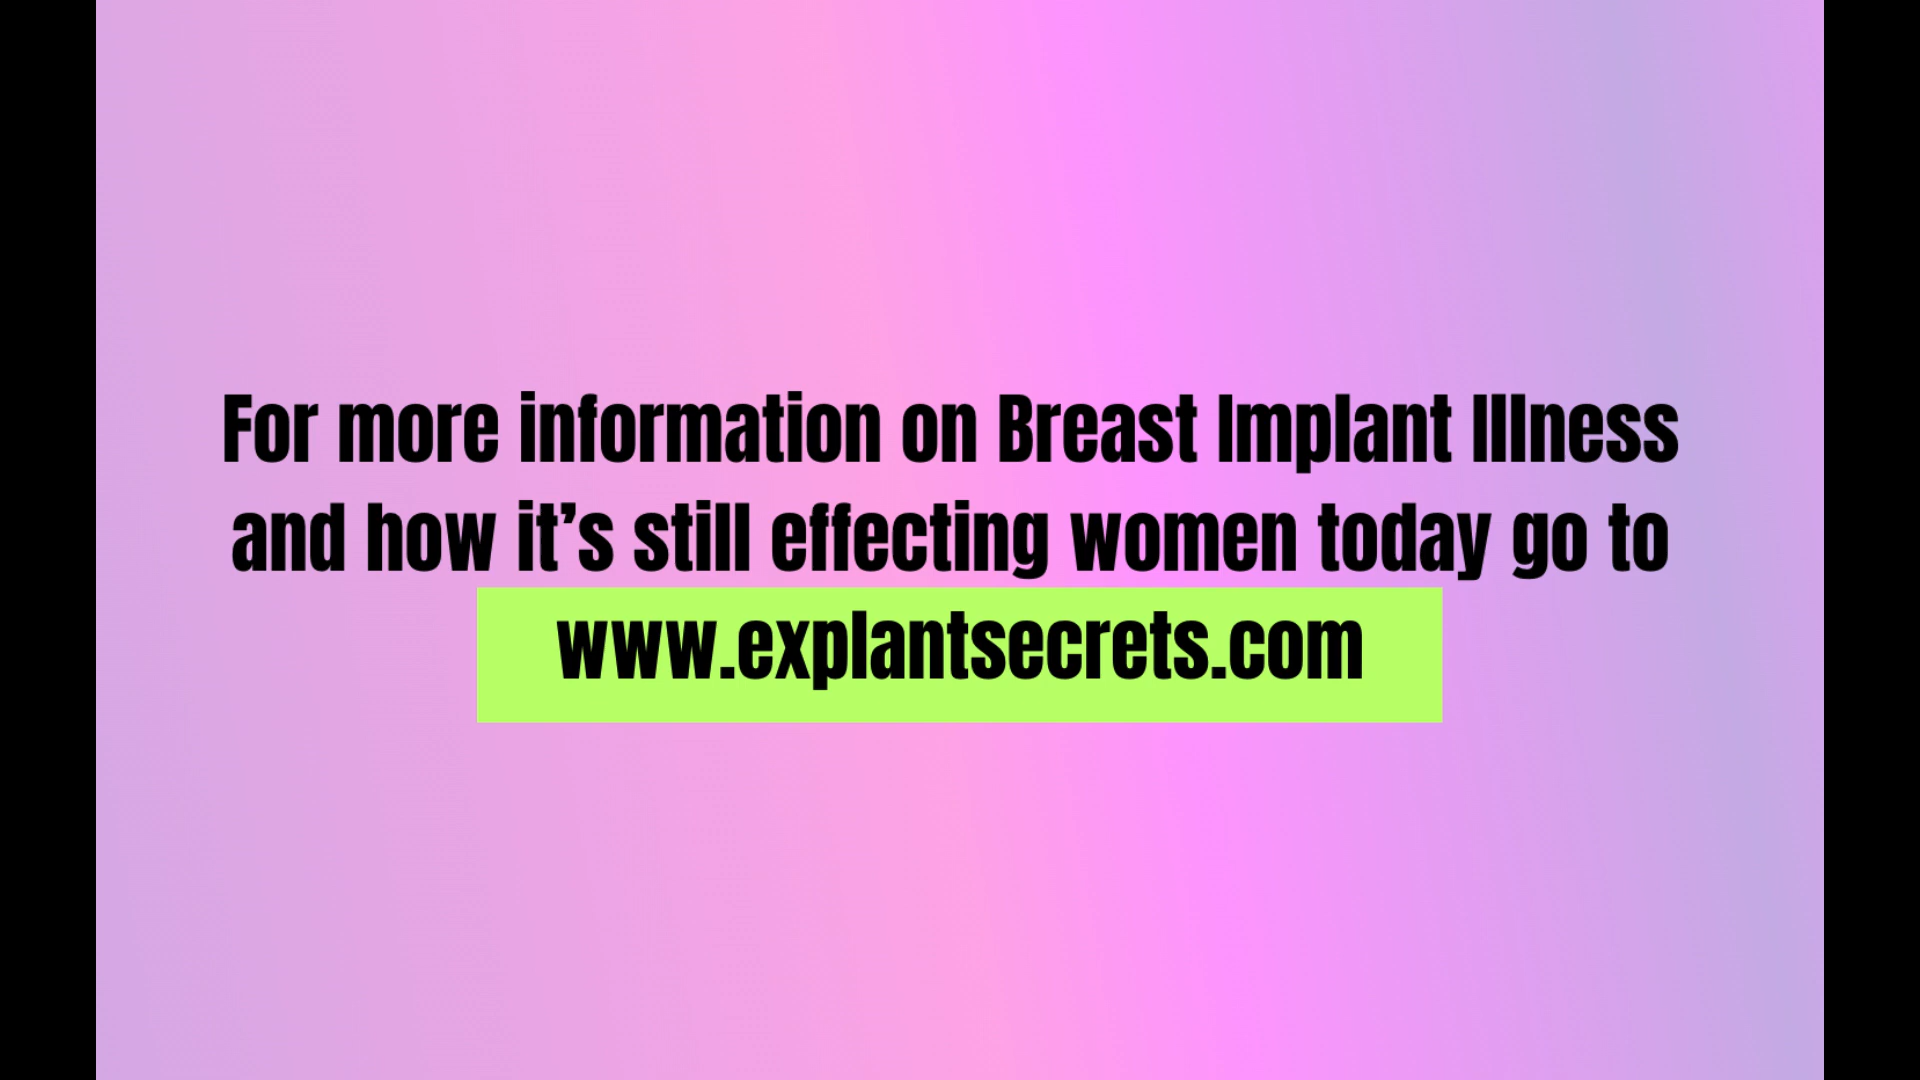 For more information on Breast Implant Illness
and how it’s still effecting women today go to
www.explantsecrets.com